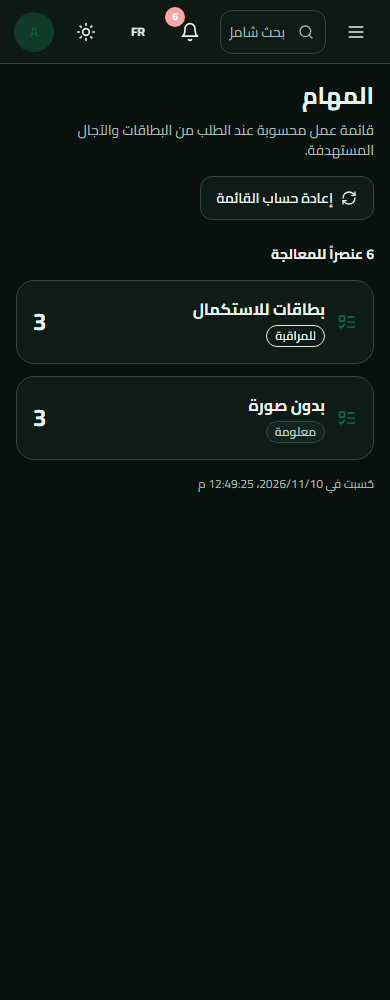 بحث شامل
6
FR
A
المهام
قائمة عمل محسوبة عند الطلب من البطاقات والآجال
المستهدفة.
إعادة حساب القائمة
6 عنصراً للمعالجة
بطاقات للاستكمال
للمراقبة
3
بدون صورة
معلومة
3
حُسبت في 2026/11/10، 12:49:25 م